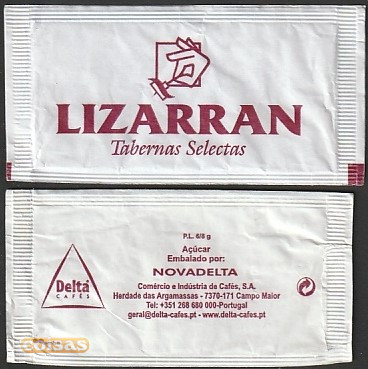 LIZARRAN
Tabernas Selectas
P.L. 6/8 g
Açúcar
Embalado por:
NOVADELTA
Comércio e Indústria de Cafés, S.A.
Herdade das Argamassas - 7370-171 Campo Maior
Tel: +351 268 680 000-Portugal
geral@delta-cafes.pt - www.delta-cafes.pt
Delta
CAFÉS
coisas